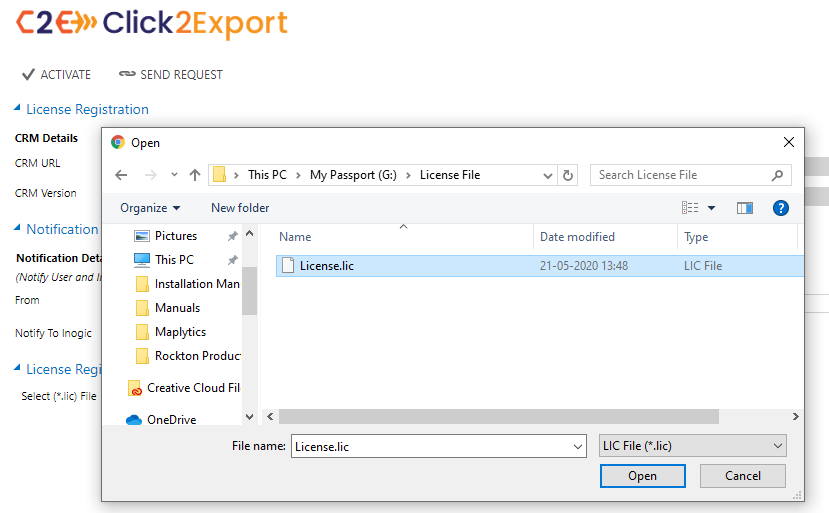 C2E Click2Export
ACTIVATE SEND REQUEST
License Registration
CRM Details
CRM URL
CRM Version
Notification
Notification Deta
(Notify User and I
From
Notify To Inogic
License Regi
Select (*.lic) File
Open
This PC My Passport (G:) License File
Search License File
Organize New folder
Pictures
This PC
Installation Man
Manuals
Maplytics
Rockton Produc
Creative Cloud Fil
OneDrive
Name Date modified Type
License.lic 21-05-2020 13:48 LIC File
File name: License.lic LIC File (*.lic)
Open Cancel